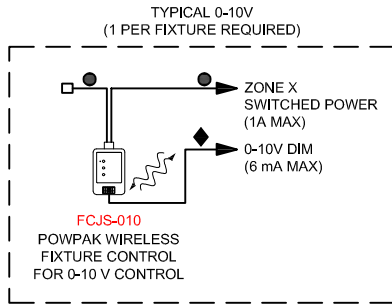 TYPICAL 0-10V
(1 PER FIXTURE REQUIRED)
ZONE X
SWITCHED POWER
(1A MAX)
0-10V DIM
(6 mA MAX)
FCJS-010
POWPAK WIRELESS
FIXTURE CONTROL
FOR 0-10 V CONTROL